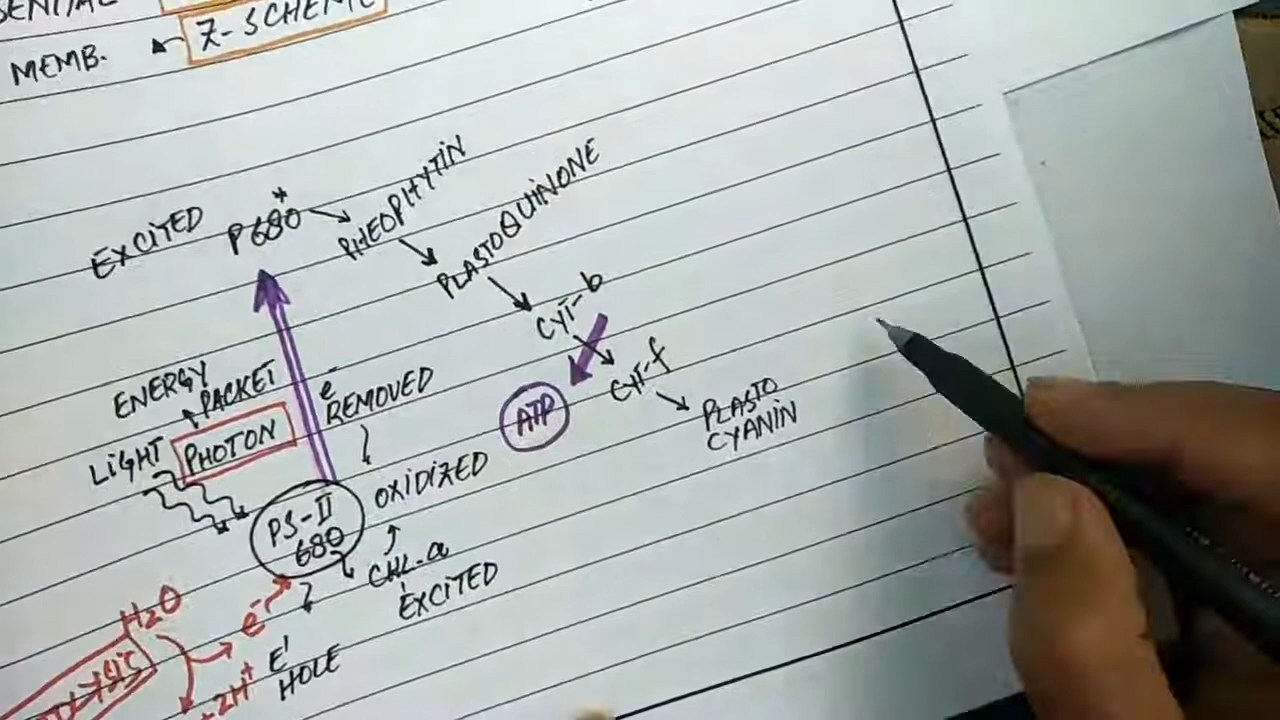 MEMB.
Z-SCHEME
EXCITED
P680*
PHEOPHYTIN
PLASTOQUINONE
CYT-b
CYT-f
PLASTO
CYANIN
ATP
ENERGY
PACKET
LIGHT
PHOTON
e-
REMOVED
OXIDIZED
PS-II
680
CHL-a
EXCITED
H2O
e-
E'
HOLE
+2H+